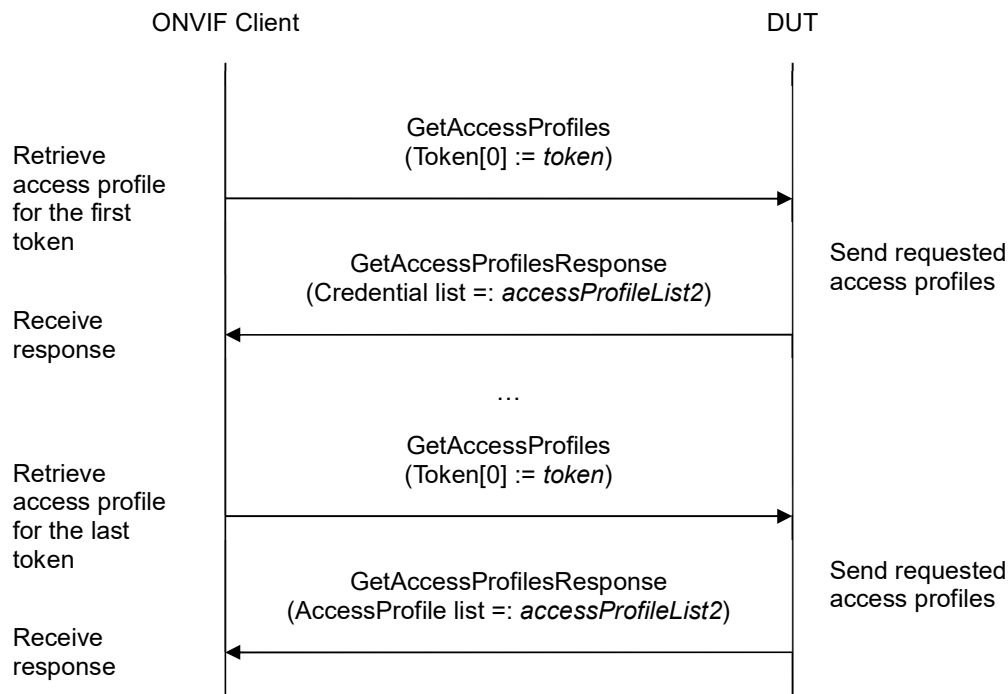 ONVIF Client
DUT
GetAccessProfiles
(Token[0] := token)
Retrieve
access profile
for the first
token
GetAccessProfilesResponse
(Credential list =: accessProfileList2)
Send requested
access profiles
Receive
response
…
GetAccessProfiles
(Token[0] := token)
Retrieve
access profile
for the last
token
GetAccessProfilesResponse
(AccessProfile list =: accessProfileList2)
Send requested
access profiles
Receive
response